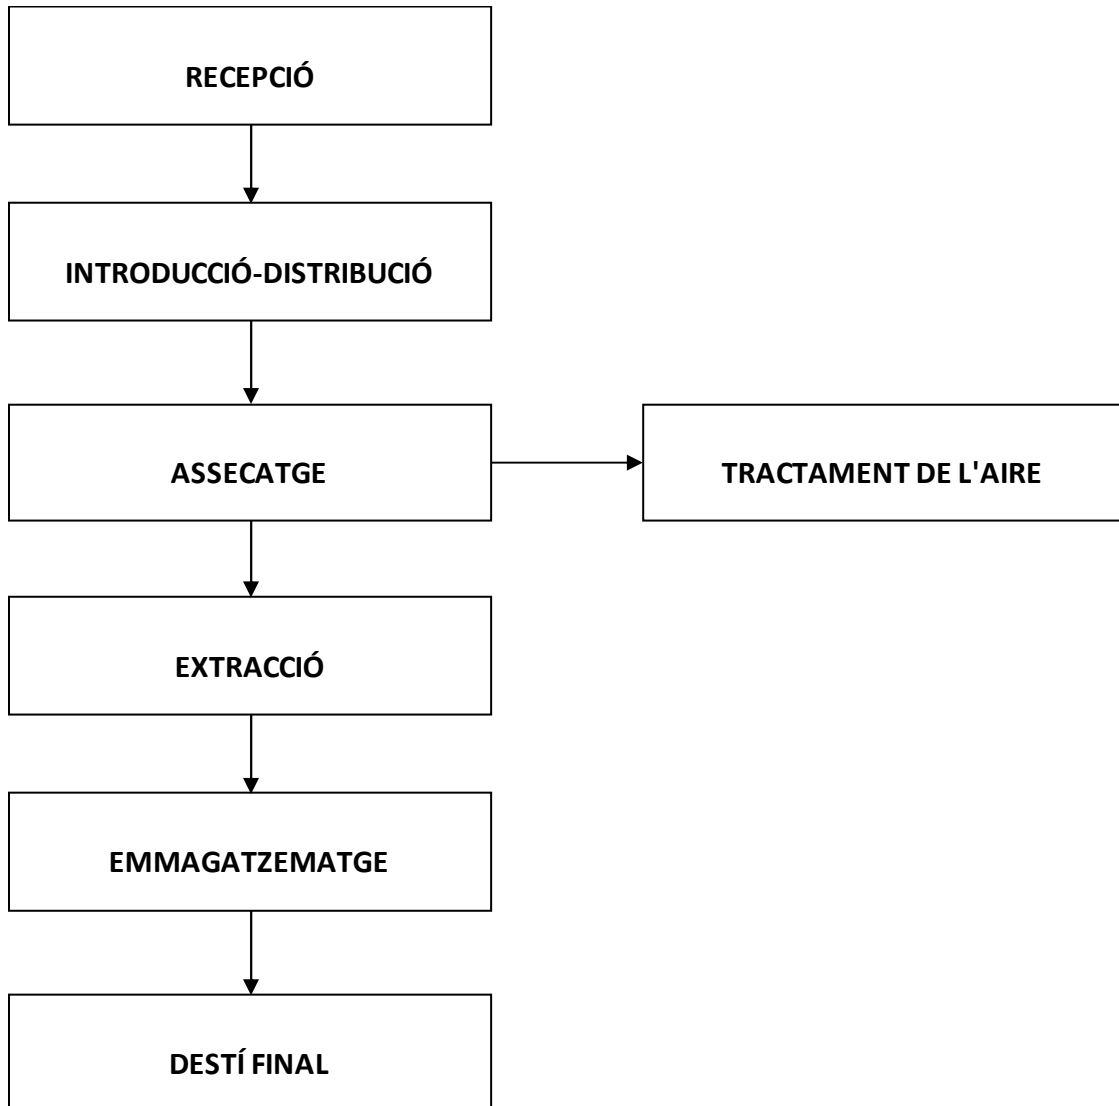 RECEPCIÓ
INTRODUCCIÓ-DISTRIBUCIÓ
ASSECATGE
TRACTAMENT DE L'AIRE
EXTRACCIÓ
EMMAGATZEMATGE
DESTÍ FINAL